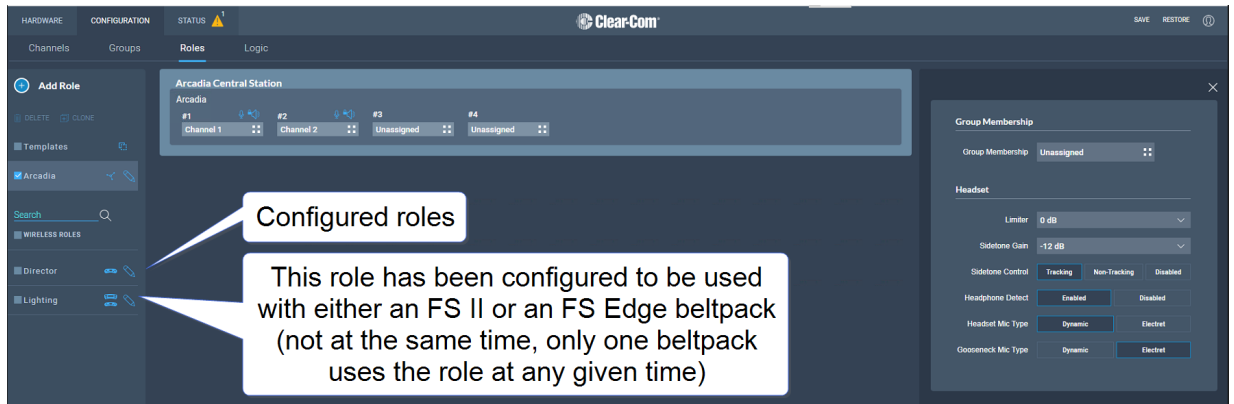 HARDWARE CONFIGURATION STATUS 1 Clear-Com SAVE RESTORE
Channels Groups Roles Logic
Add Role
DELETE CLONE
Templates
Arcadia
Search
WIRELESS ROLES
Director
Lighting
Arcadia Central Station
Arcadia
#1 #2 #3 #4
Channel 1 Channel 2 Unassigned Unassigned
Configured roles
This role has been configured to be used
with either an FS II or an FS Edge beltpack
(not at the same time, only one beltpack
uses the role at any given time)
Group Membership
Group Membership Unassigned
Headset
Limiter 0 dB
Sidetone Gain -12 dB
Sidetone Control Tracking Non-Tracking Disabled
Headphone Detect Enabled Disabled
Headset Mic Type Dynamic Electret
Gooseneck Mic Type Dynamic Electret